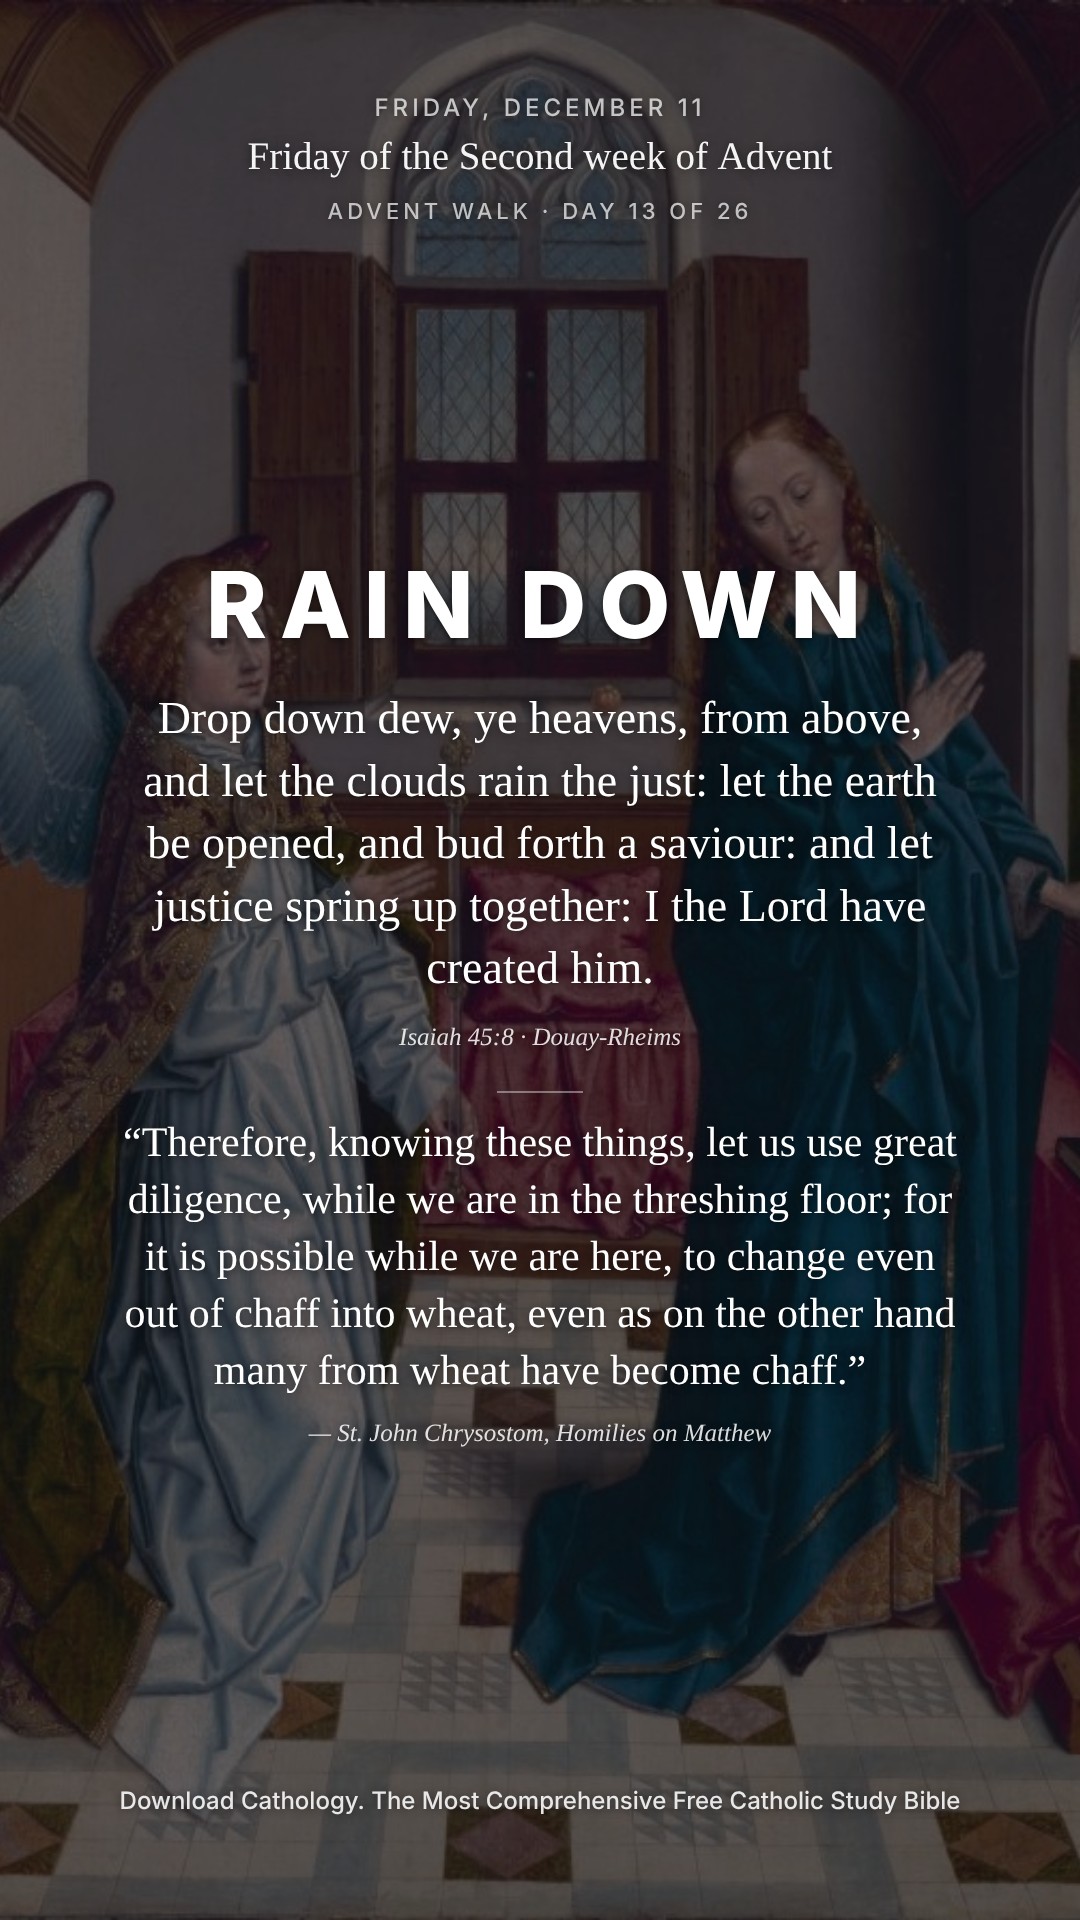 FRIDAY, DECEMBER 11
Friday of the Second week of Advent
ADVENT WALK · DAY 13 OF 26
RAIN DOWN
Drop down dew, ye heavens, from above,
and let the clouds rain the just: let the earth
be opened, and bud forth a saviour: and let
justice spring up together: I the Lord have
created him.
Isaiah 45:8 · Douay-Rheims
“Therefore, knowing these things, let us use great
diligence, while we are in the threshing floor; for
it is possible while we are here, to change even
out of chaff into wheat, even as on the other hand
many from wheat have become chaff.”
— St. John Chrysostom, Homilies on Matthew
Download Cathology. The Most Comprehensive Free Catholic Study Bible